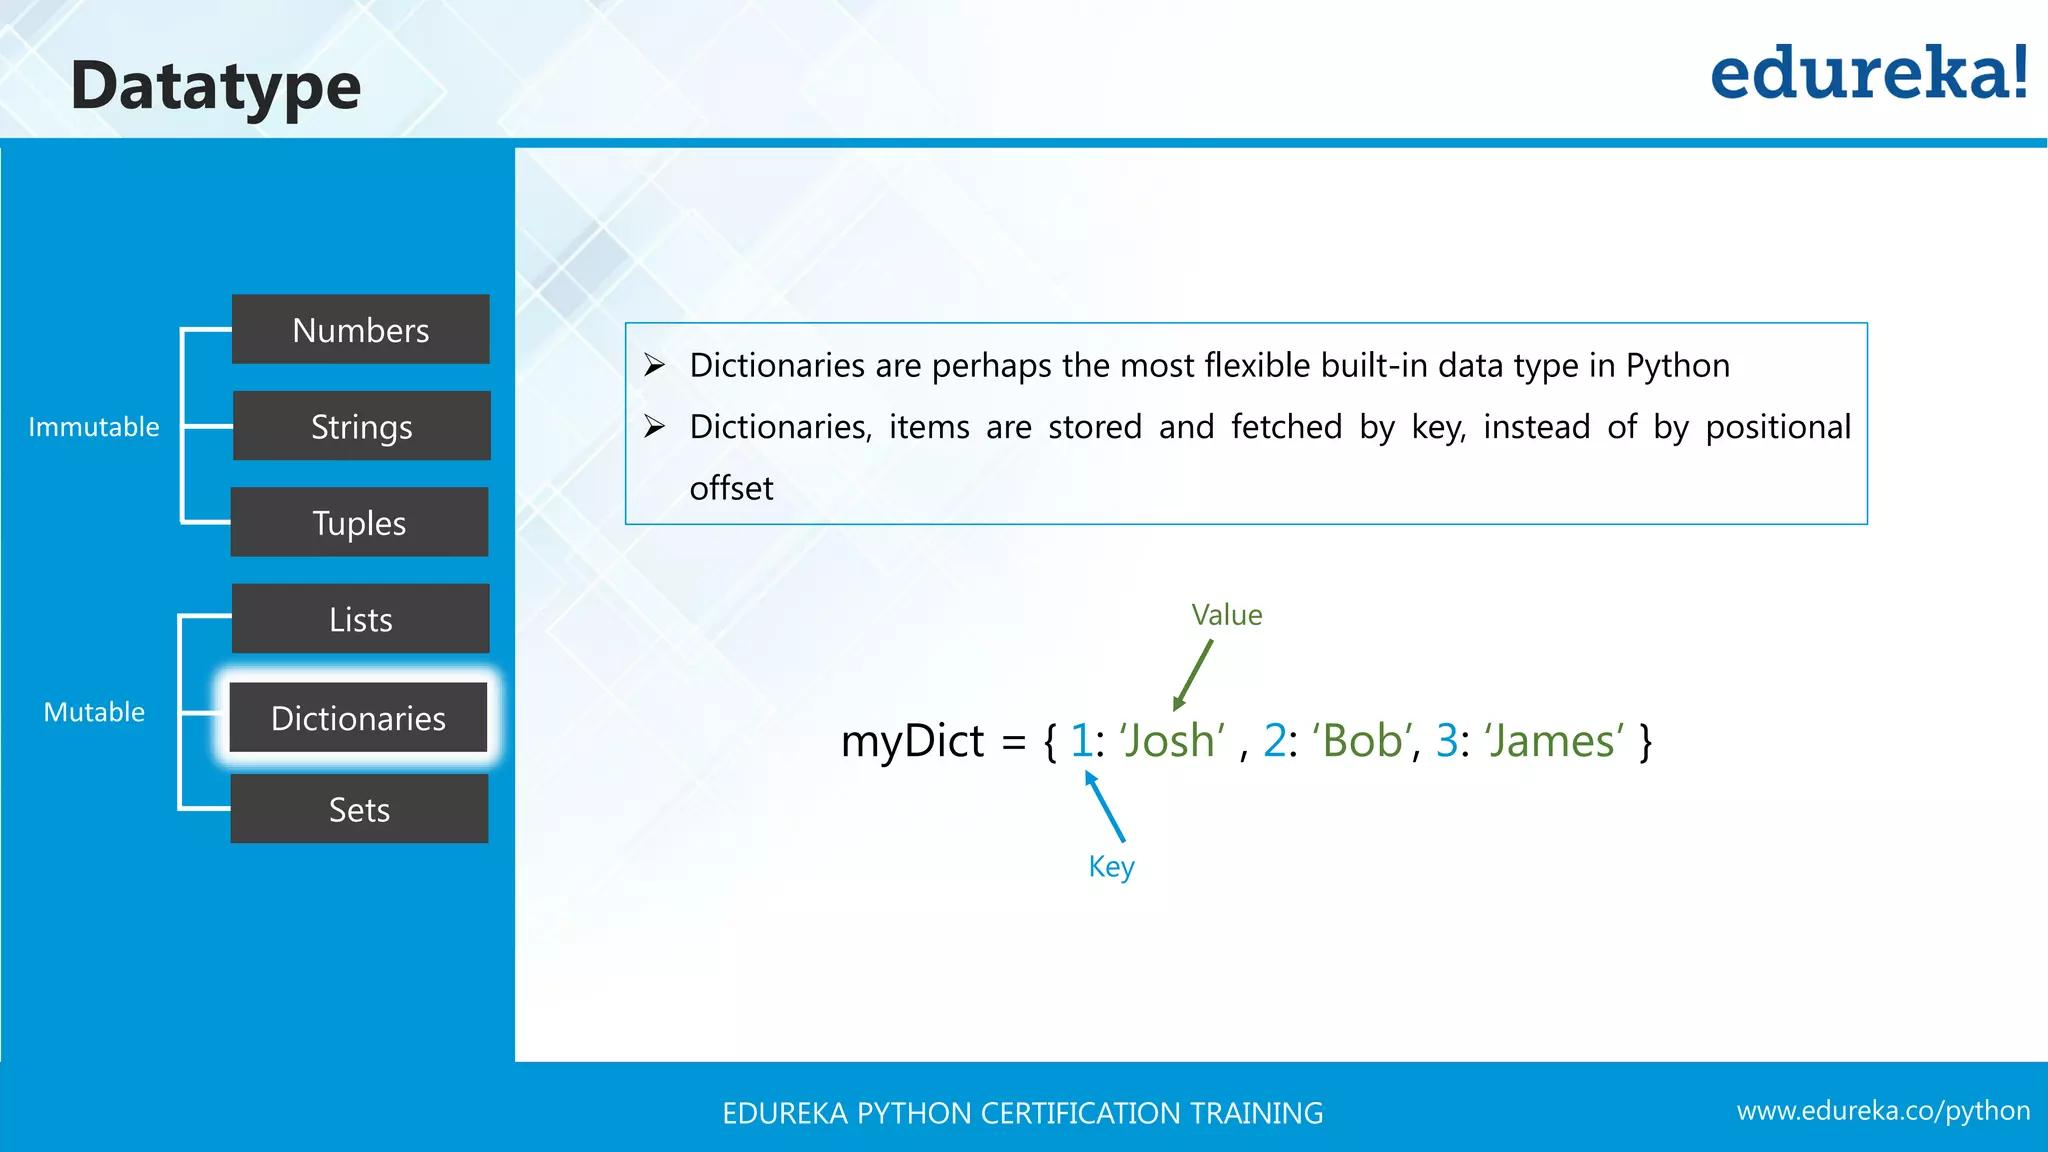 Datatype
edureka!
Immutable
Numbers
Strings
Tuples
Mutable
Lists
Dictionaries
Sets
➢ Dictionaries are perhaps the most flexible built-in data type in Python
➢ Dictionaries, items are stored and fetched by key, instead of by positional
offset
Value
myDict = { 1: ‘Josh’ , 2: ‘Bob’, 3: ‘James’ }
Key
EDUREKA PYTHON CERTIFICATION TRAINING
www.edureka.co/python